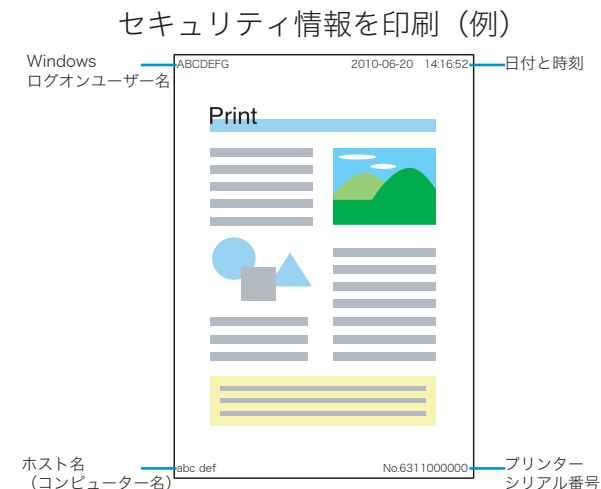 セキュリティ情報を印刷（例）
Windows
ログオンユーザー名
ABCDEFG
2010-06-20 14:16:52
日付と時刻
Print
ホスト名
（コンピューター名）
abc def
No.6311000000
プリンター
シリアル番号